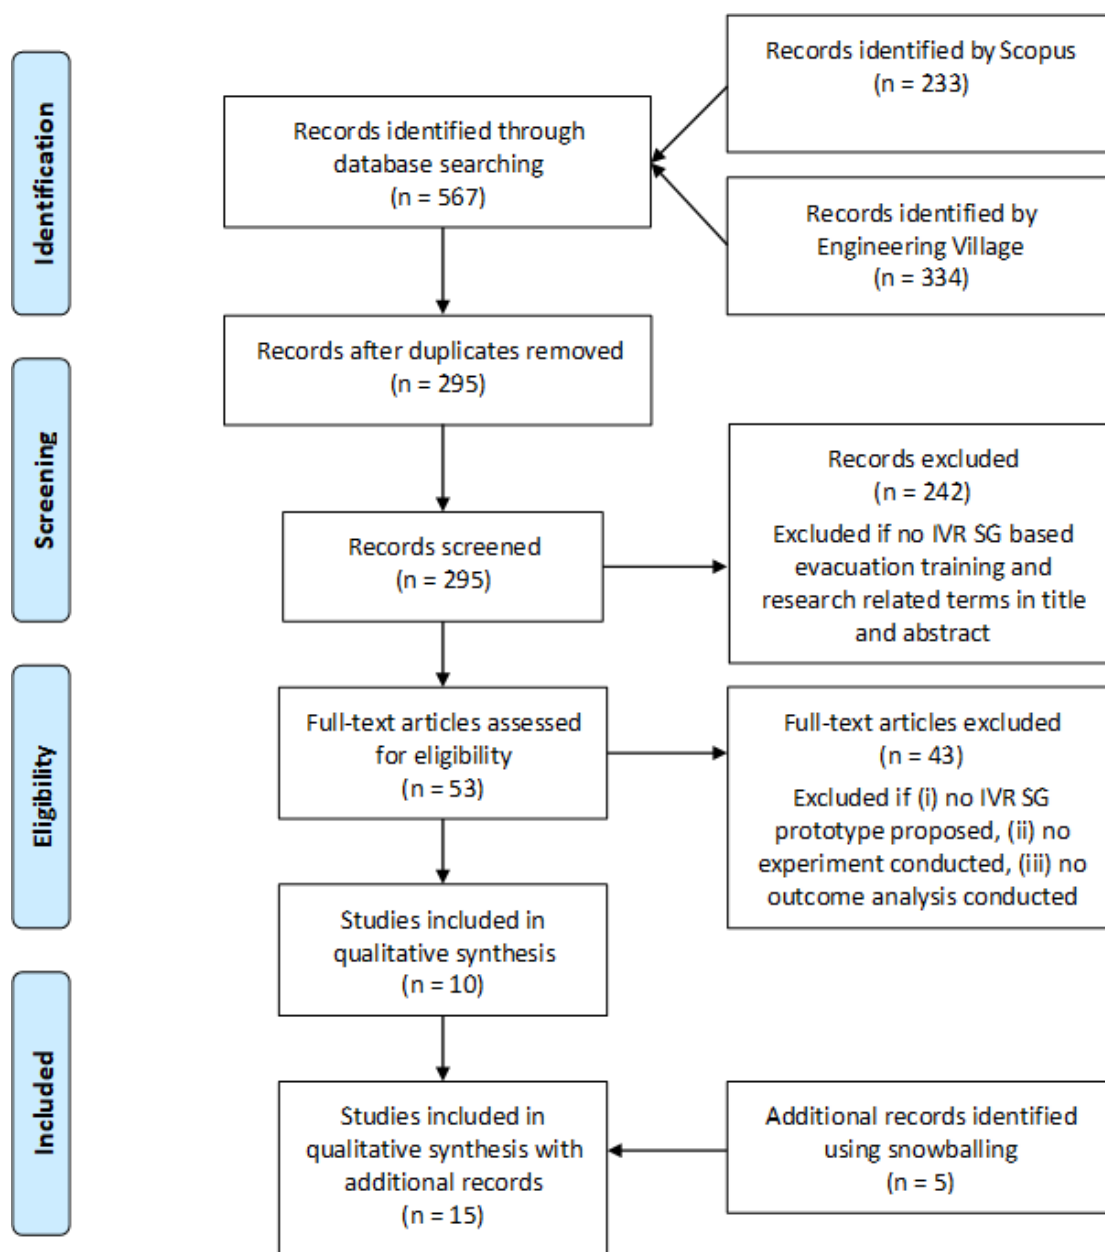 Identification
Records identified by Scopus
(n = 233)
Records identified through
database searching
(n = 567)
Records identified by
Engineering Village
(n = 334)
Records after duplicates removed
(n = 295)
Screening
Records screened
(n = 295)
Records excluded
(n = 242)
Excluded if no IVR SG based
evacuation training and
research related terms in title
and abstract
Eligibility
Full-text articles assessed
for eligibility
(n = 53)
Full-text articles excluded
(n = 43)
Excluded if (i) no IVR SG
prototype proposed, (ii) no
experiment conducted, (iii) no
outcome analysis conducted
Studies included in
qualitative synthesis
(n = 10)
Included
Studies included in
qualitative synthesis with
additional records
(n = 15)
Additional records identified
using snowballing
(n = 5)